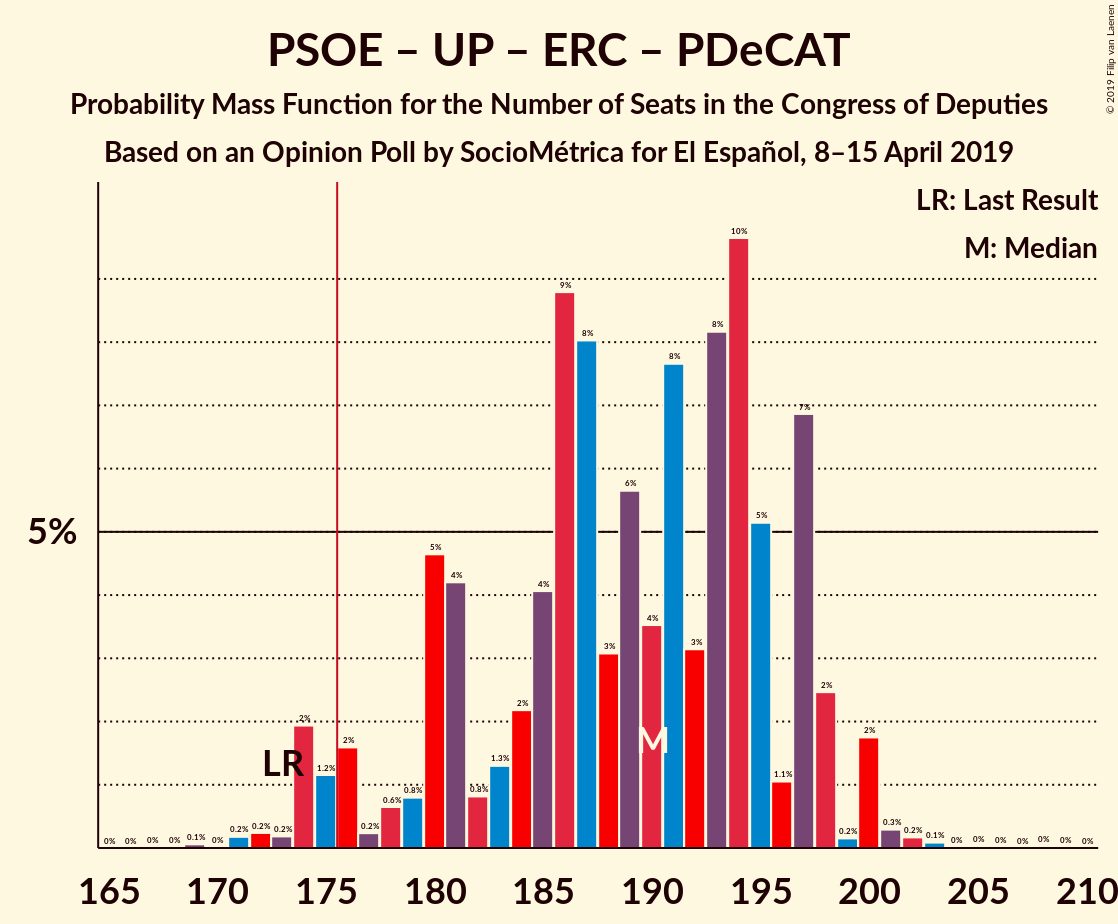 PSOE – UP – ERC – PDeCAT
Probability Mass Function for the Number of Seats in the Congress of Deputies
Based on an Opinion Poll by SocioMétrica for El Español, 8–15 April 2019
© 2019 Filip van Laenen
LR: Last Result
M: Median
5%
0% 0% 0% 0% 0.1% 0% 0.2% 0.2% 0.2% 2% 1.2% 2% 0.2% 0.6% 0.8% 5% 4% 0.8% 1.3% 2% 4% 9% 8% 3% 6% 4% 8% 3% 8% 10% 5% 1.1% 7% 2% 0.2% 2% 0.3% 0.2% 0.1% 0% 0% 0% 0% 0% 0% 0%
LR
M
165 170 175 180 185 190 195 200 205 210